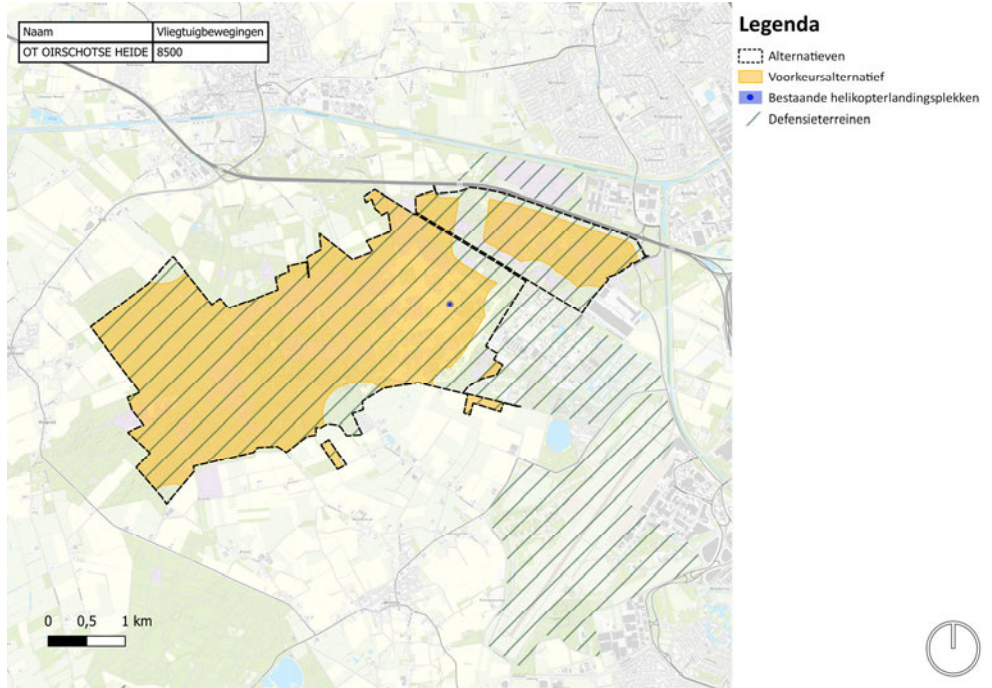 Naam Vliegtuigbewegingen
OT OIRSCHOTSE HEIDE 8500
Legenda
Alternatieven
Voorkeursalternatief
Bestaande helikopterlandingsplekken
Defensieterreinen
0 0,5 1 km